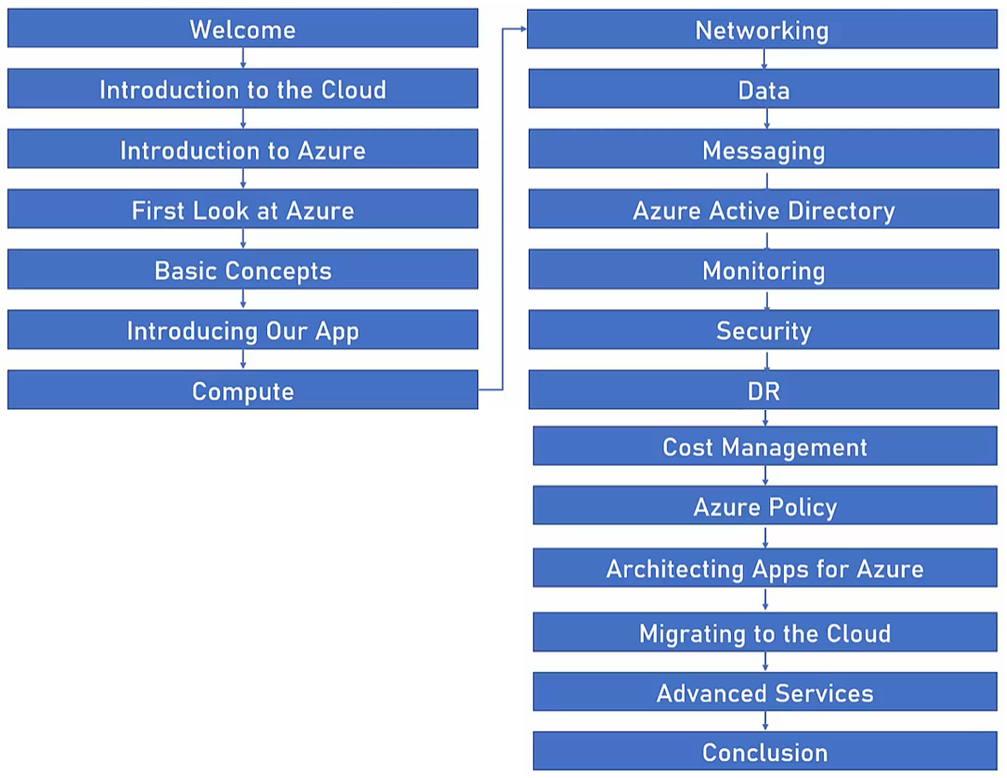 Welcome
Introduction to the Cloud
Introduction to Azure
First Look at Azure
Basic Concepts
Introducing Our App
Compute
Networking
Data
Messaging
Azure Active Directory
Monitoring
Security
DR
Cost Management
Azure Policy
Architecting Apps for Azure
Migrating to the Cloud
Advanced Services
Conclusion